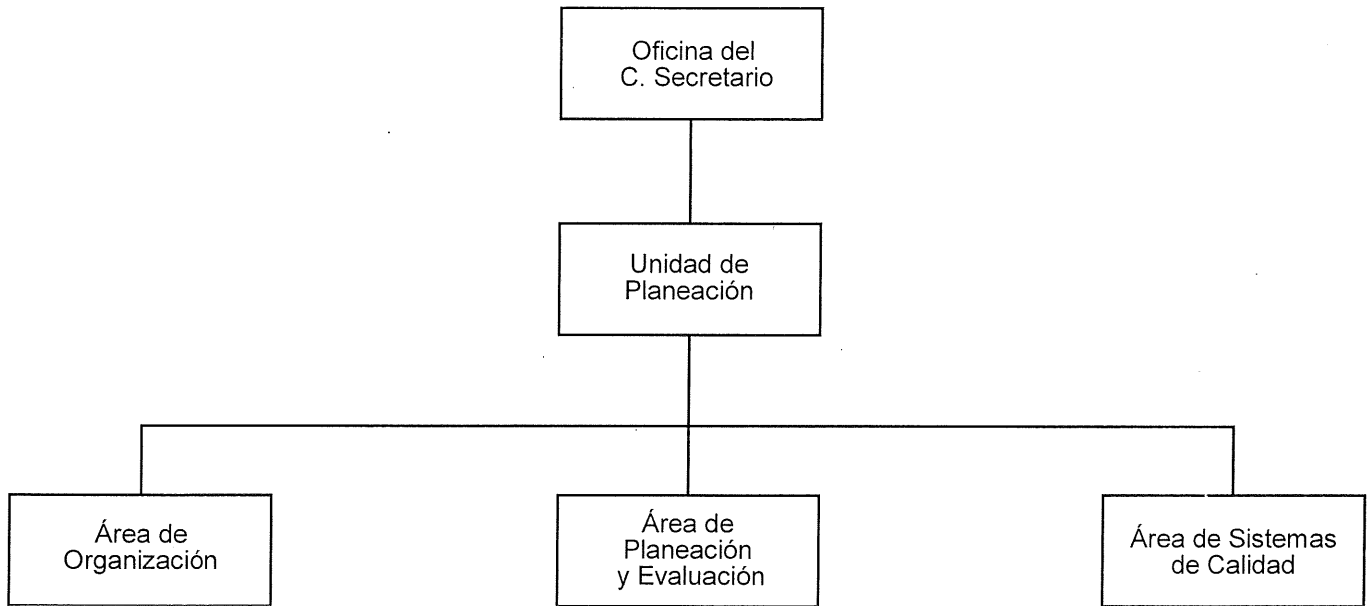 Oficina del
C. Secretario
Unidad de
Planeación
Área de
Organización
Área de
Planeación
y Evaluación
Área de Sistemas
de Calidad